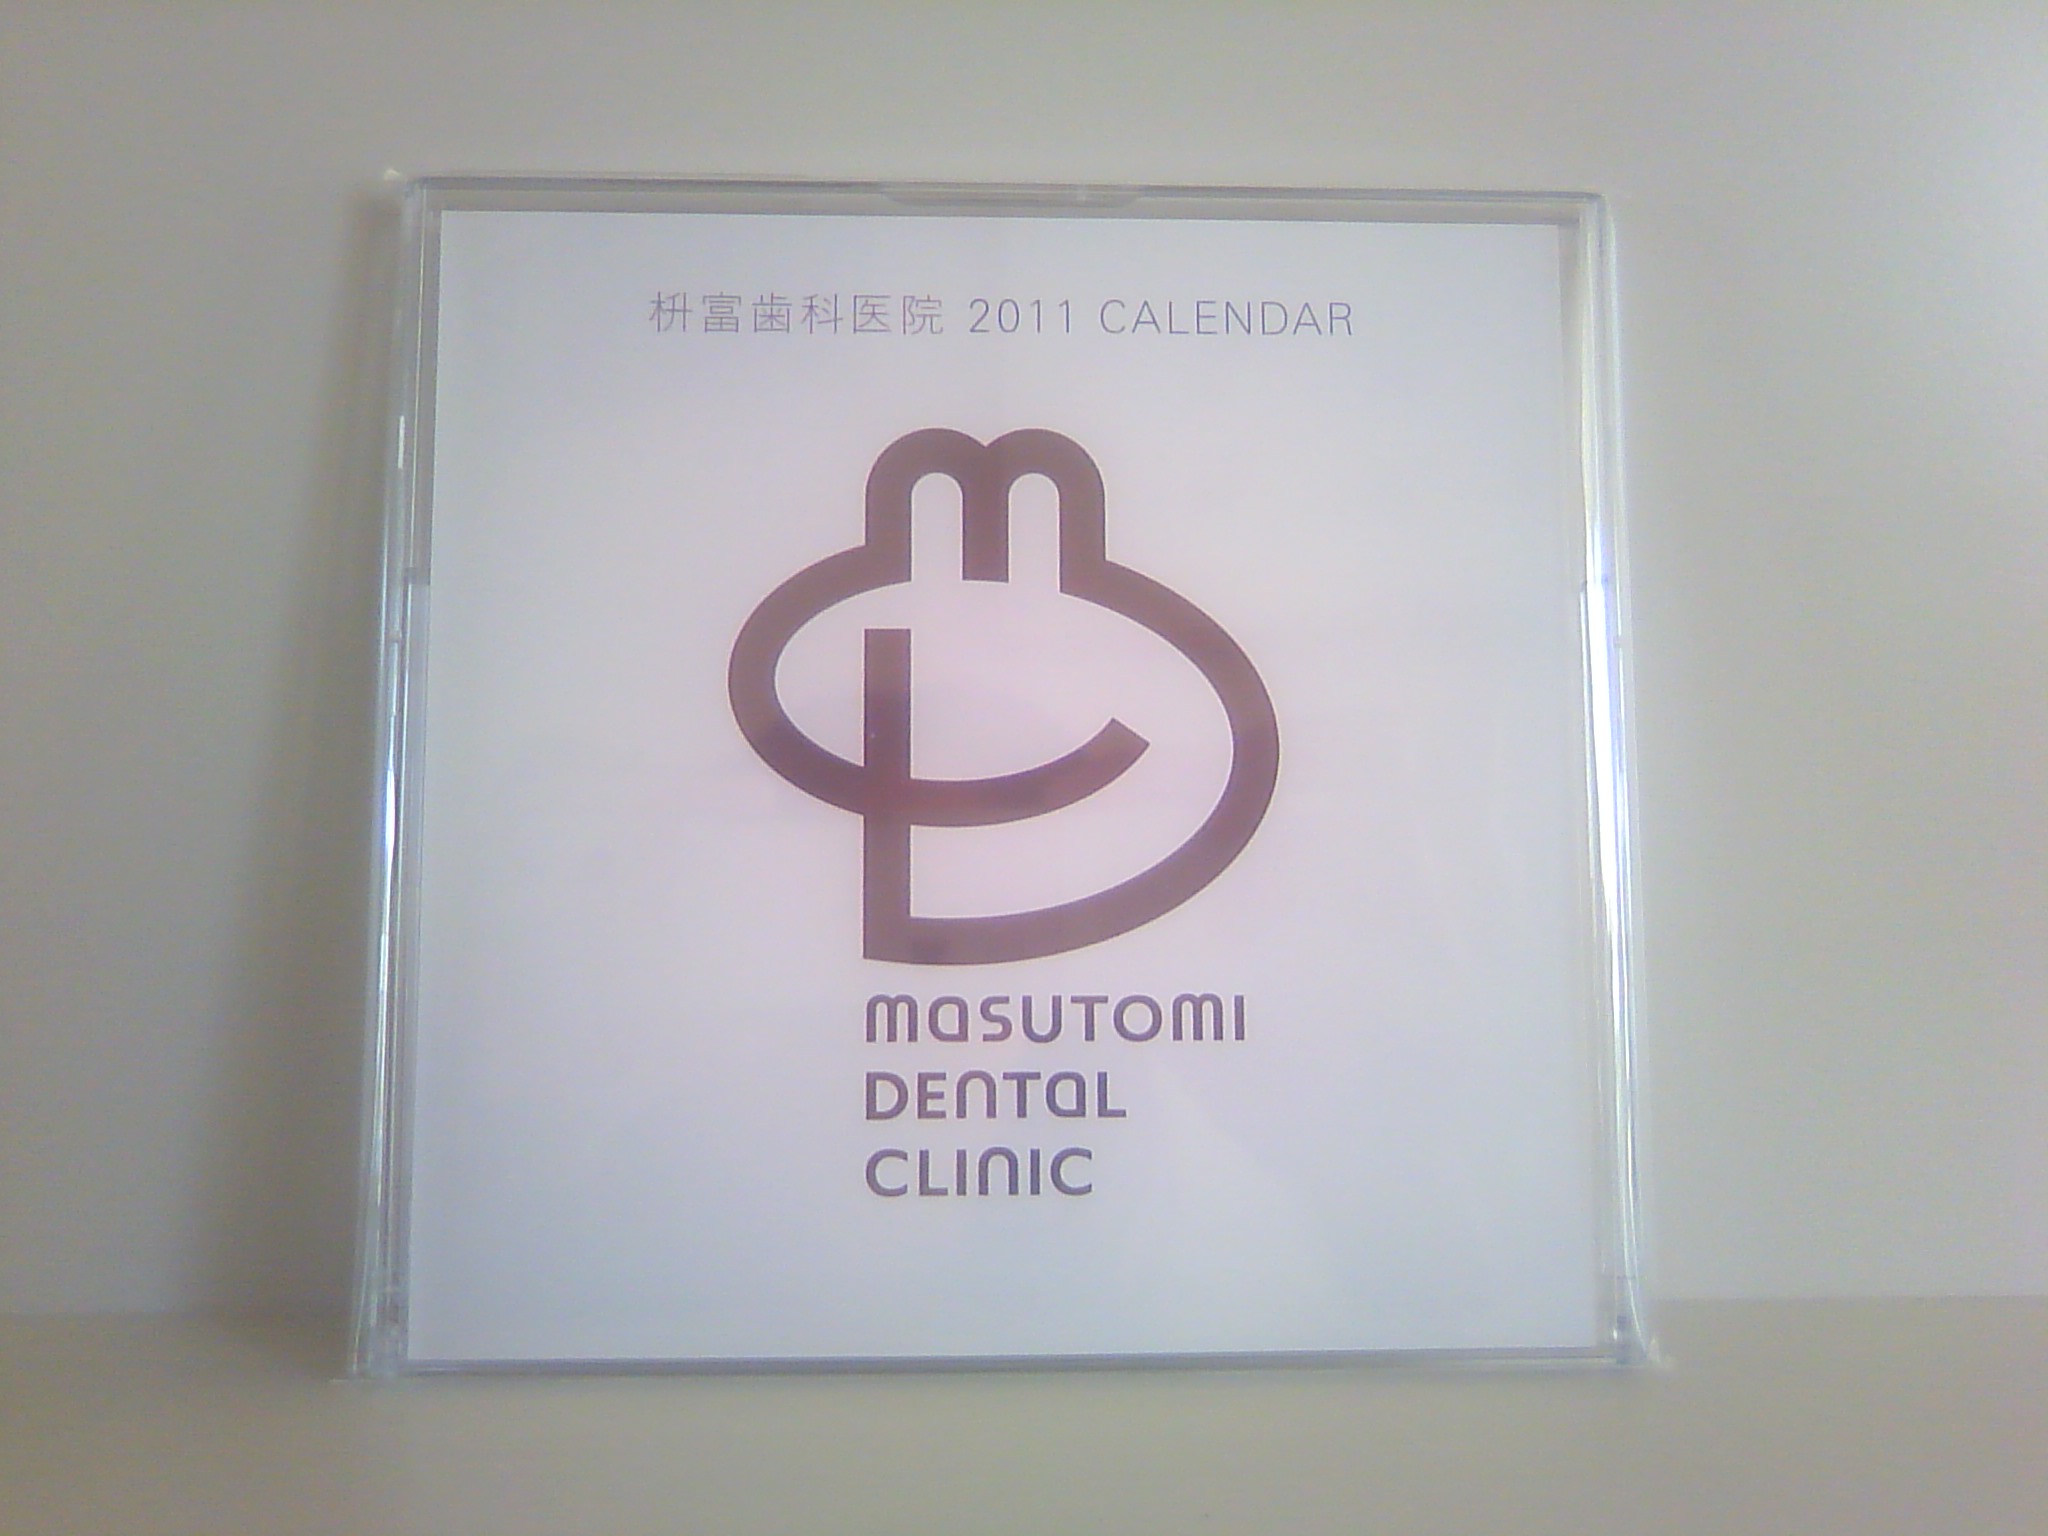 枡富歯科医院 2011 CALENDAR
masUTOmI
DEnTaL
CLInIC